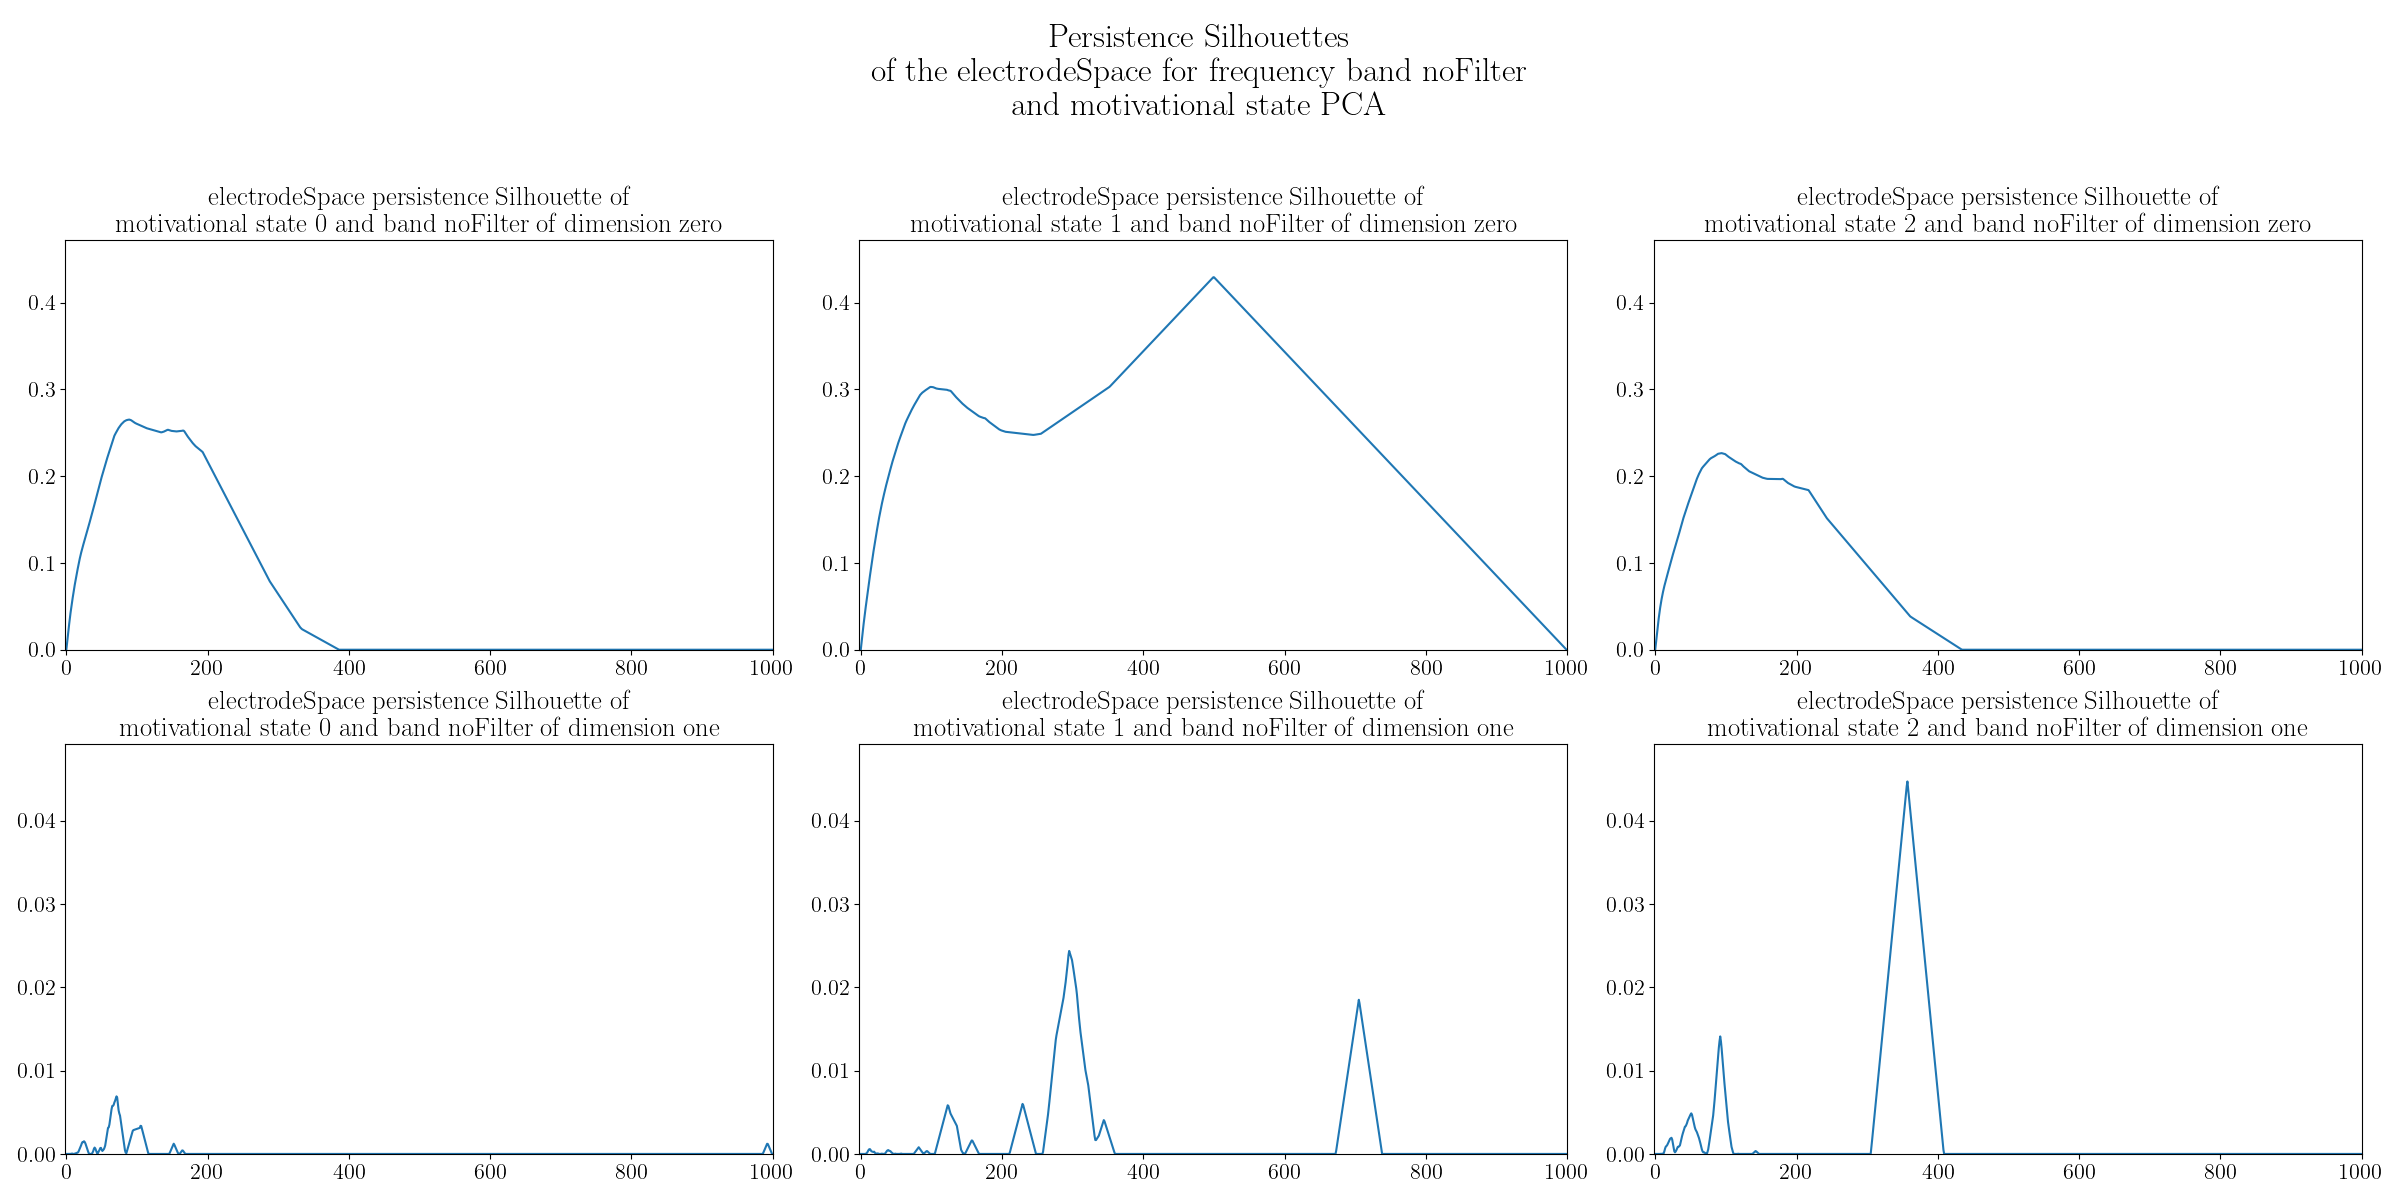 Persistence Silhouettes
of the electrodeSpace for frequency band noFilter
and motivational state PCA
electrodeSpace persistence Silhouette of
motivational state 0 and band noFilter of dimension zero
electrodeSpace persistence Silhouette of
motivational state 1 and band noFilter of dimension zero
electrodeSpace persistence Silhouette of
motivational state 2 and band noFilter of dimension zero
0.4
0.3
0.2
0.1
0.0
0 200 400 600 800 1000
0.4
0.3
0.2
0.1
0.0
0 200 400 600 800 1000
0.4
0.3
0.2
0.1
0.0
0 200 400 600 800 1000
electrodeSpace persistence Silhouette of
motivational state 0 and band noFilter of dimension one
electrodeSpace persistence Silhouette of
motivational state 1 and band noFilter of dimension one
electrodeSpace persistence Silhouette of
motivational state 2 and band noFilter of dimension one
0.04
0.03
0.02
0.01
0.00
0 200 400 600 800 1000
0.04
0.03
0.02
0.01
0.00
0 200 400 600 800 1000
0.04
0.03
0.02
0.01
0.00
0 200 400 600 800 1000